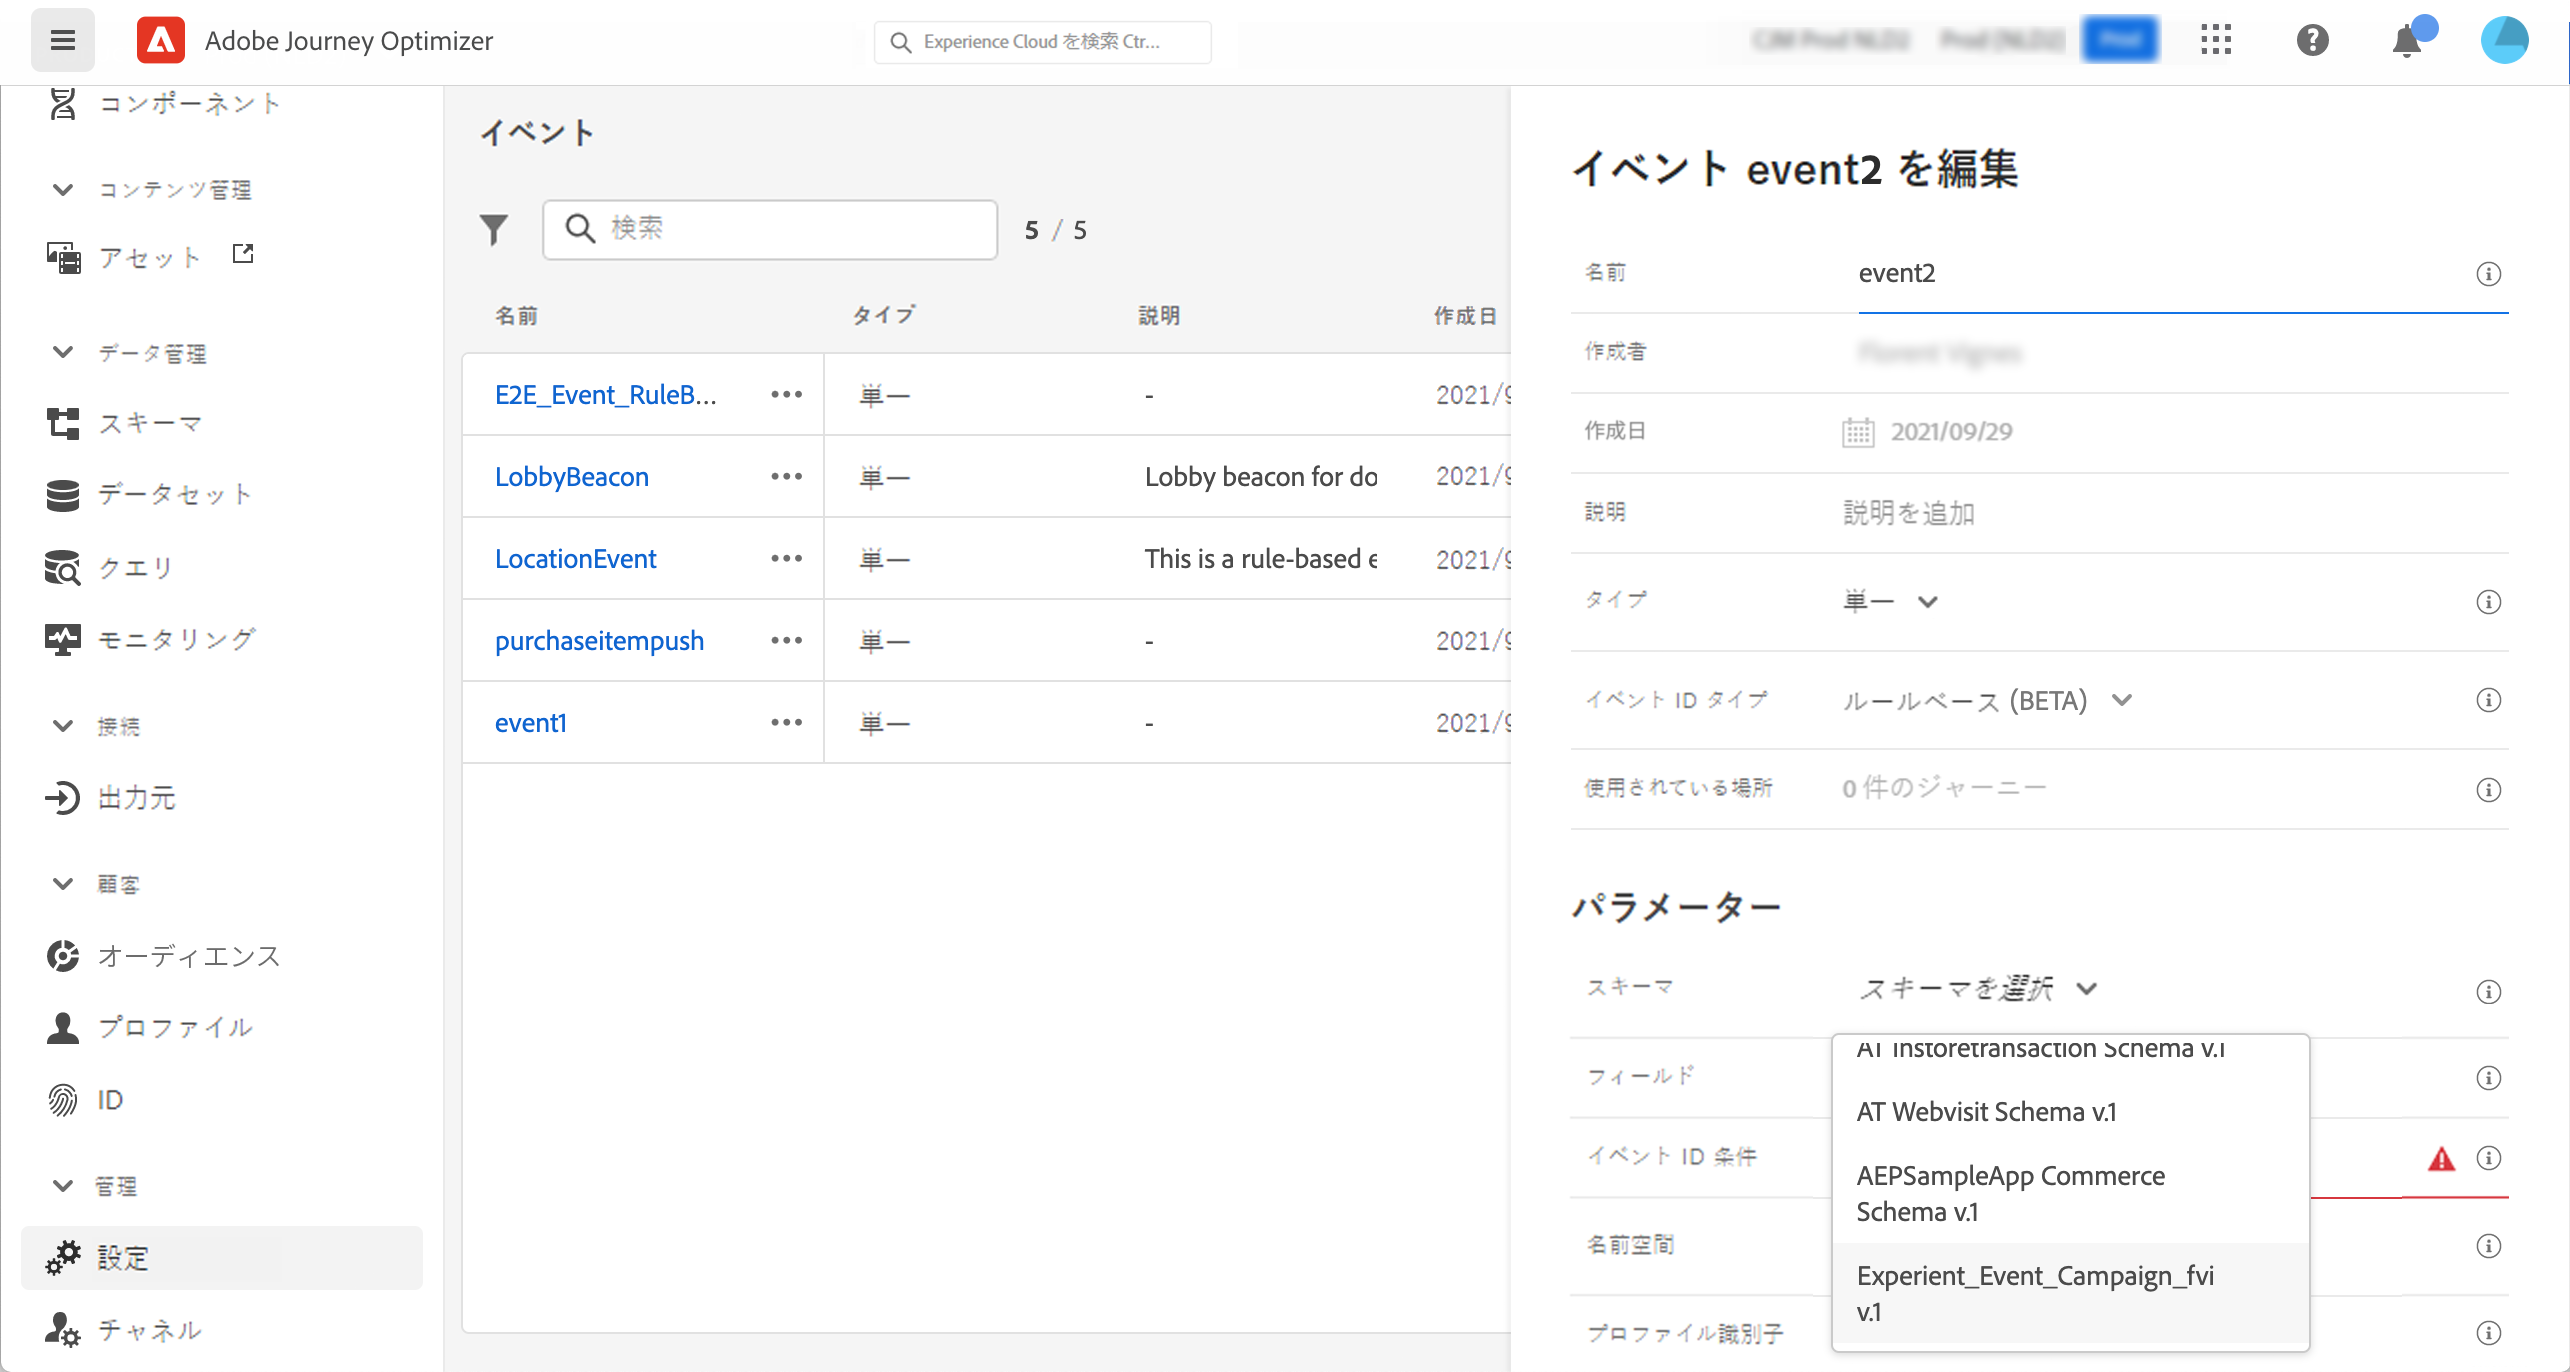 Adobe Journey Optimizer
Experience Cloud を検索 Ctr...
コンポーネント
コンテンツ管理
アセット
データ管理
スキーマ
データセット
クエリ
モニタリング
接続
出力元
顧客
オーディエンス
プロファイル
ID
管理
設定
チャネル
イベント
検索
5 / 5
名前 タイプ 説明 作成日
E2E_Event_RuleB... ••• 単一 - 2021/9
LobbyBeacon ••• 単一 Lobby beacon for do 2021/9
LocationEvent ••• 単一 This is a rule-based e 2021/9
purchaseitempush ••• 単一 - 2021/9
event1 ••• 単一 - 2021/9
イベント event2 を編集
名前 event2
作成者
作成日 2021/09/29
説明 説明を追加
タイプ 単一
イベント ID タイプ ルールベース (BETA)
使用されている場所 0 件のジャーニー
パラメーター
スキーマ スキーマを選択
フィールド
イベント ID 条件
名前空間
プロファイル識別子
AT Instoretransaction Schema v.1
AT Webvisit Schema v.1
AEPSampleApp Commerce
Schema v.1
Experient_Event_Campaign_fvi
v.1